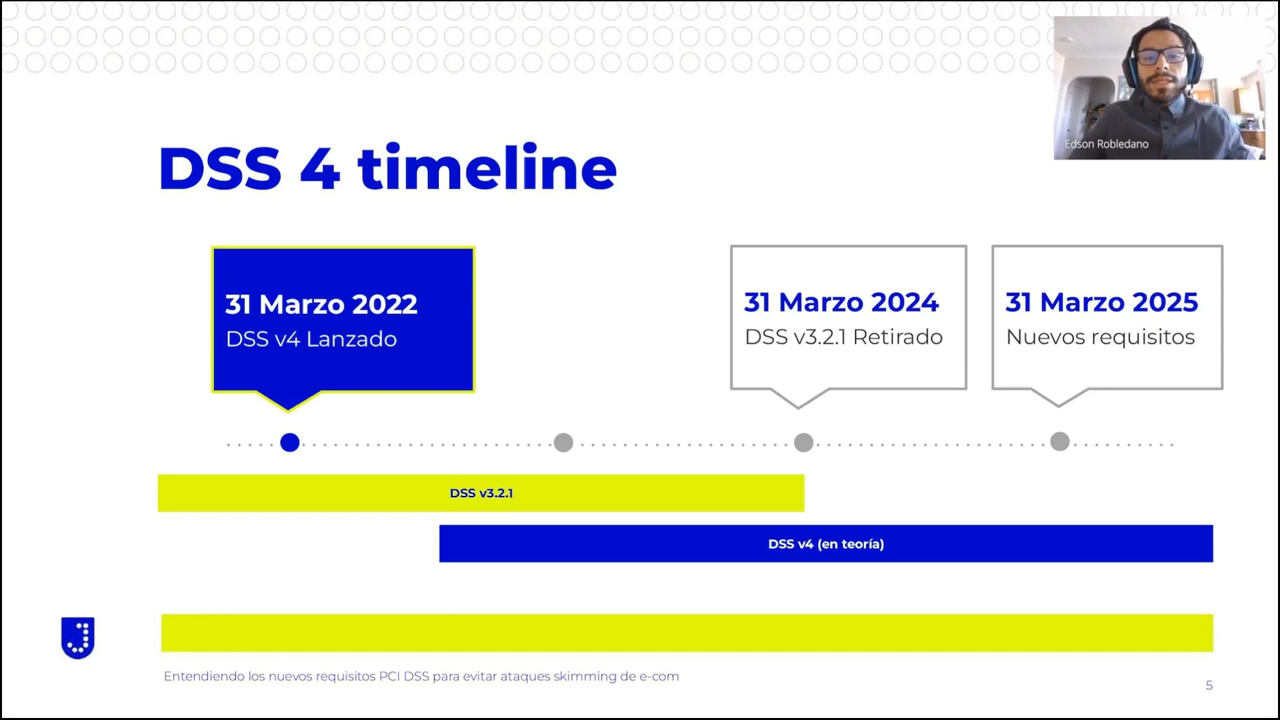 Edson Robledano
DSS 4 timeline
31 Marzo 2022
DSS v4 Lanzado
31 Marzo 2024
DSS v3.2.1 Retirado
31 Marzo 2025
Nuevos requisitos
DSS v3.2.1
DSS v4 (en teoría)
Entendiendo los nuevos requisitos PCI DSS para evitar ataques skimming de e-com
5